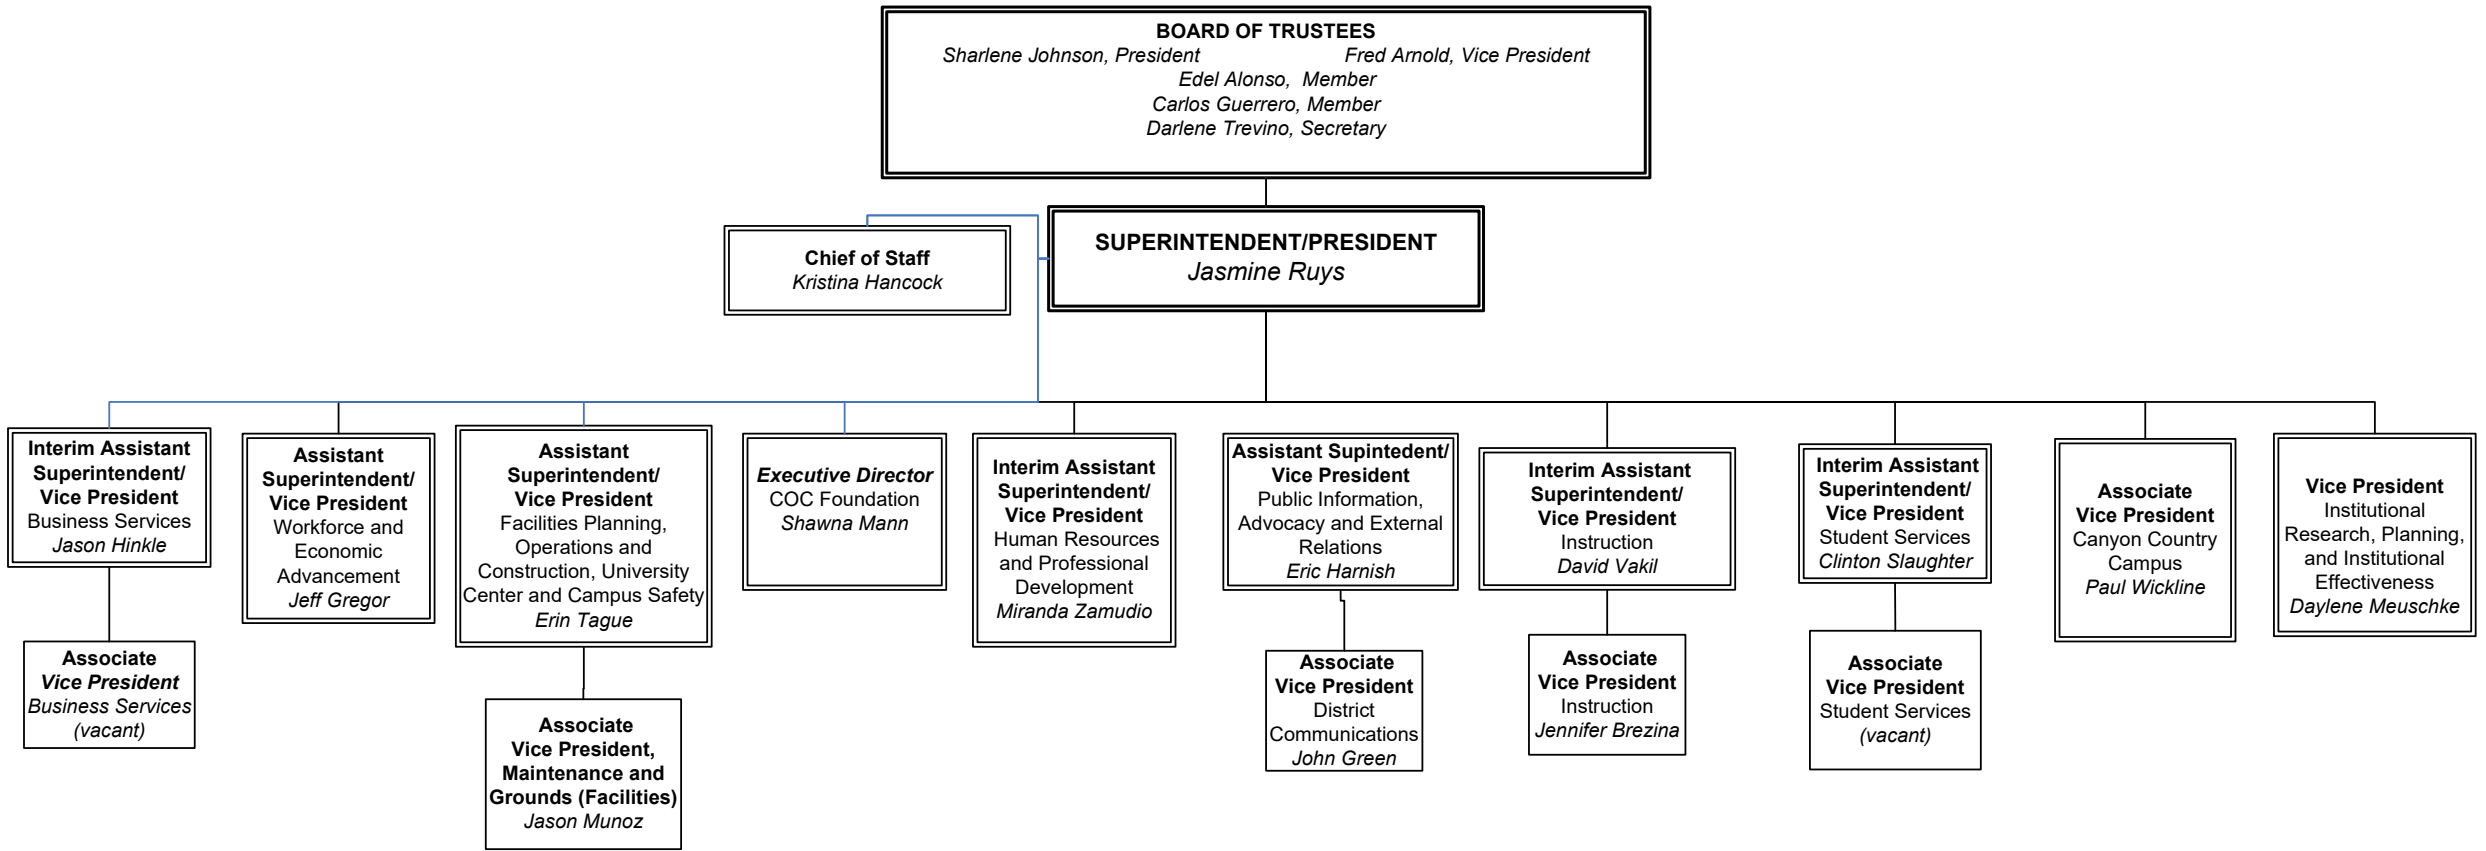 BOARD OF TRUSTEES
Sharlene Johnson, President Fred Arnold, Vice President
Edel Alonso, Member
Carlos Guerrero, Member
Darlene Trevino, Secretary
Chief of Staff
Kristina Hancock
SUPERINTENDENT/PRESIDENT
Jasmine Ruys
Interim Assistant
Superintendent/
Vice President
Business Services
Jason Hinkle
Assistant
Superintendent/
Vice President
Workforce and
Economic
Advancement
Jeff Gregor
Assistant
Superintendent/
Vice President
Facilities Planning,
Operations and
Construction, University
Center and Campus Safety
Erin Tague
Executive Director
COC Foundation
Shawna Mann
Interim Assistant
Superintendent/
Vice President
Human Resources
and Professional
Development
Miranda Zamudio
Assistant Supintedent/
Vice President
Public Information,
Advocacy and External
Relations
Eric Harnish
Interim Assistant
Superintendent/
Vice President
Instruction
David Vakil
Interim Assistant
Superintendent/
Vice President
Student Services
Clinton Slaughter
Associate
Vice President
Canyon Country
Campus
Paul Wickline
Vice President
Institutional
Research, Planning,
and Institutional
Effectiveness
Daylene Meuschke
Associate
Vice President
Business Services
(vacant)
Associate
Vice President,
Maintenance and
Grounds (Facilities)
Jason Munoz
Associate
Vice President
District
Communications
John Green
Associate
Vice President
Instruction
Jennifer Brezina
Associate
Vice President
Student Services
(vacant)